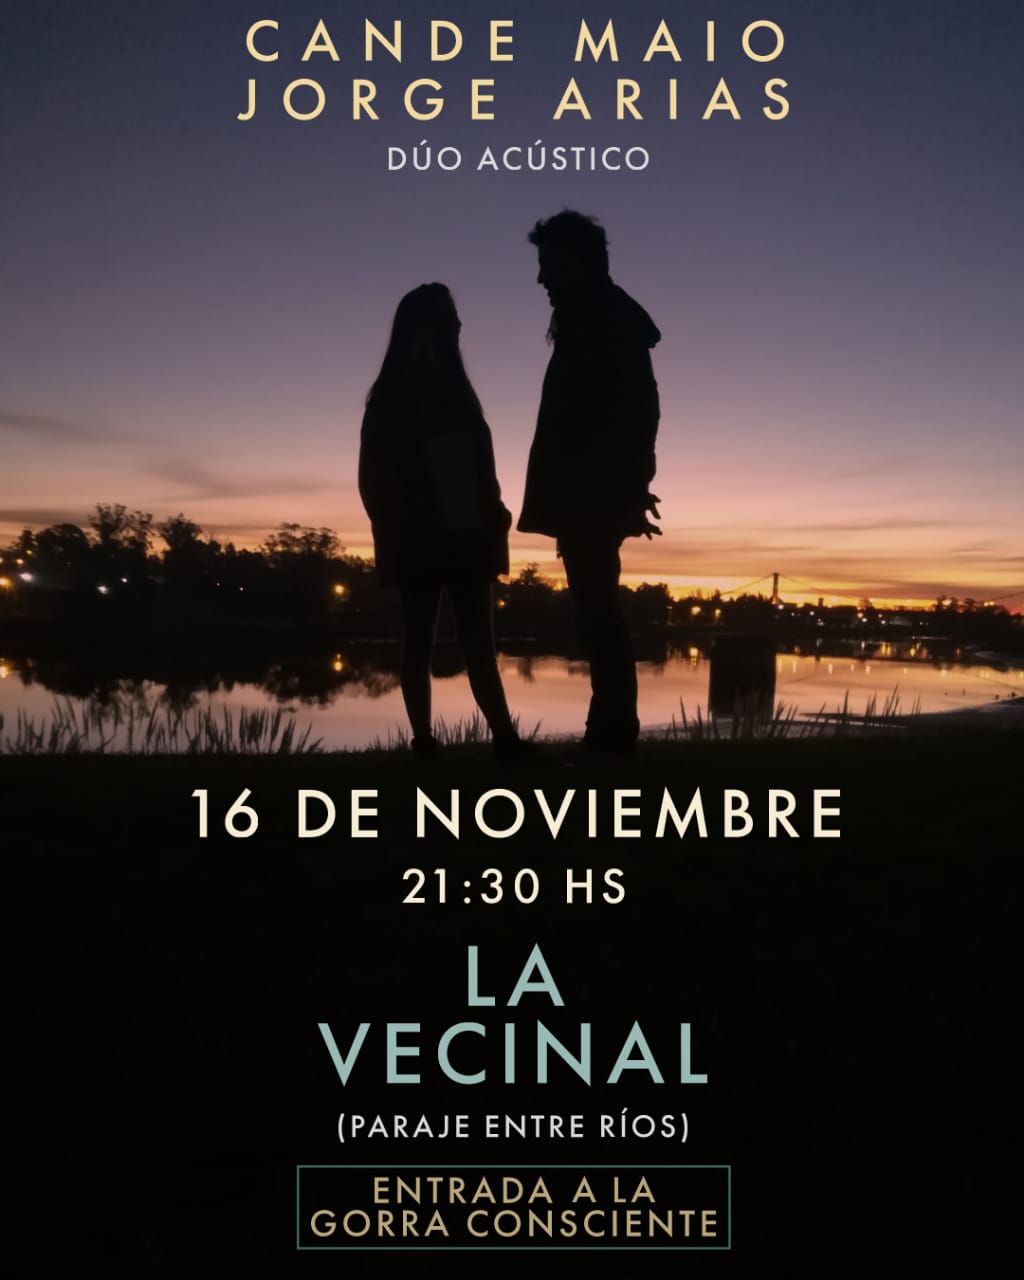 CANDE MAIO
JORGE ARIAS
DÚO ACÚSTICO
16 DE NOVIEMBRE
21:30 HS
LA
VECINAL
(PARAJE ENTRE RÍOS)
ENTRADA A LA
GORRA CONSCIENTE